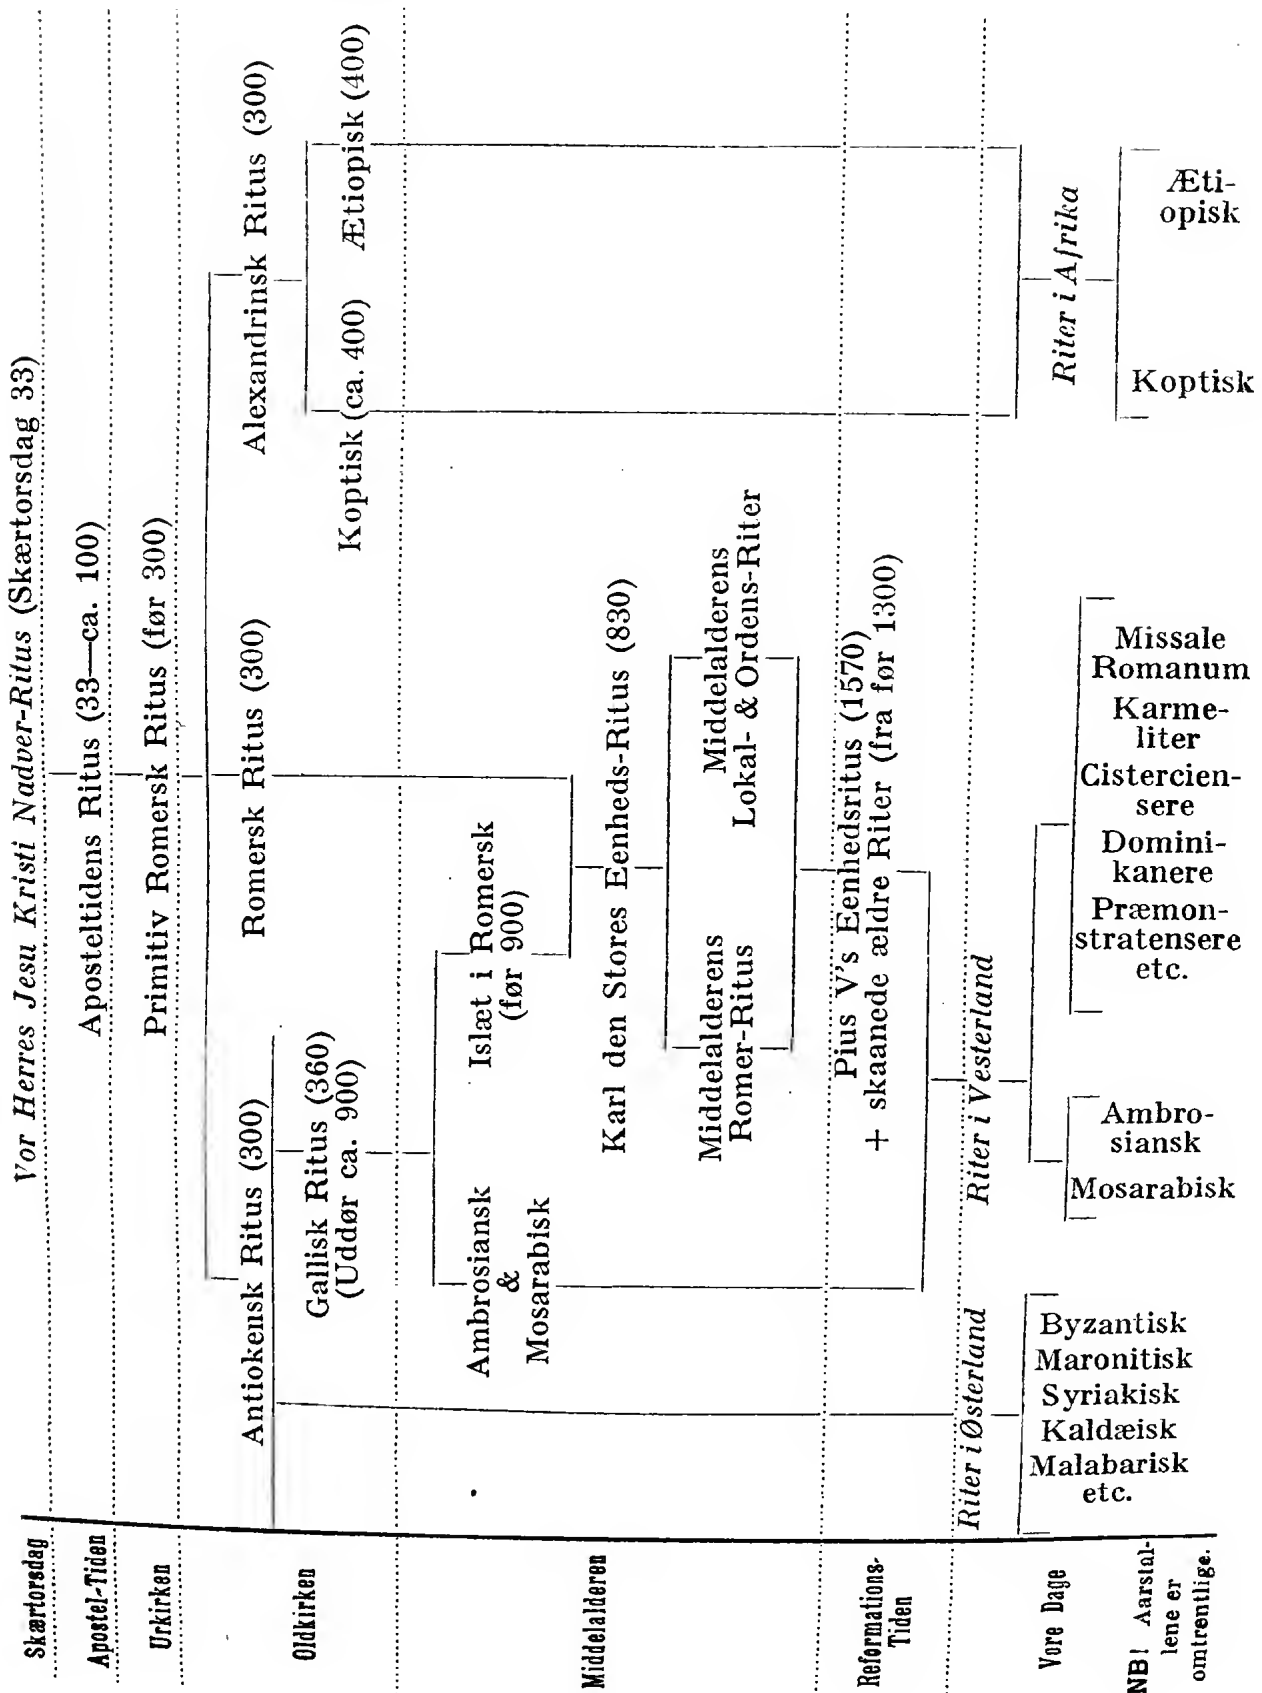 Vor Herres Jesu Kristi Nadver-Ritus (Skærtorsdag 33)
Aposteltidens Ritus (33—ca. 100)
Primitiv Romersk Ritus (før 300)
Antiokensk Ritus (300)
Romersk Ritus (300)
Alexandrinsk Ritus (300)
Gallisk Ritus (360)
(Uddør ca. 900)
Koptisk (ca. 400)
Ætiopisk (400)
Ambrosiansk
&
Mosarabisk
Islæt i Romersk
(før 900)
Karl den Stores Eenheds-Ritus (830)
Middelalderens
Romer-Ritus
Middelalderens
Lokal- & Ordens-Riter
Pius V's Eenhedsritus (1570)
+ skaanede ældre Riter (fra før 1300)
Riter i Østerland
Riter i Vesterland
Riter i Afrika
Byzantisk
Maronitisk
Syriakisk
Kaldæisk
Malabarisk
etc.
Mosarabisk
Ambro-
siansk
Missale
Romanum
Karme-
liter
Cistercien-
sere
Domini-
kanere
Præmon-
stratensere
etc.
Koptisk
Æti-
opisk
Skærtorsdag
Apostel-Tiden
Urkirken
Oldkirken
Middelalderen
Reformations-
Tiden
Vore Dage
NB! Aarstal-
lene er
omtrentlige.